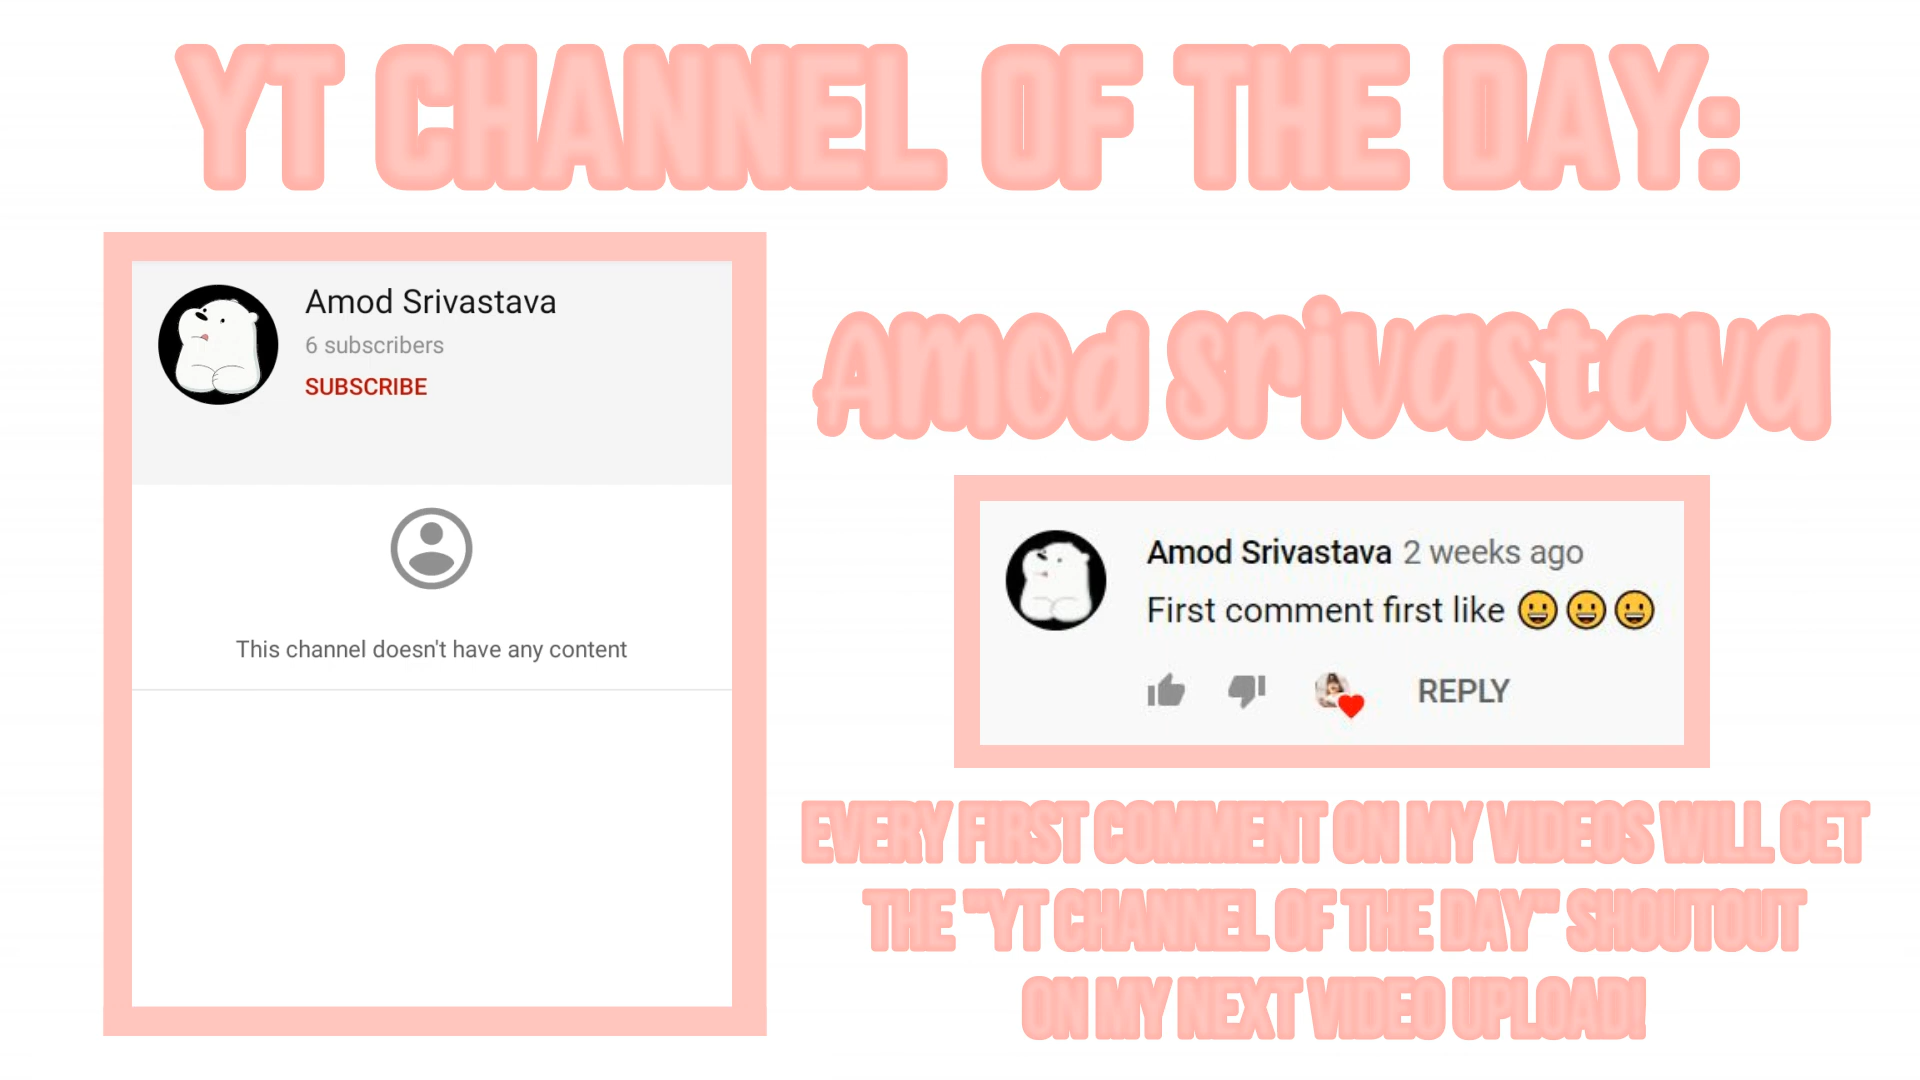 YT CHANNEL OF THE DAY:
Amod Srivastava
6 subscribers
SUBSCRIBE
This channel doesn't have any content
Amod Srivastava
Amod Srivastava 2 weeks ago
First comment first like 😀😀😀
REPLY
EVERY FIRST COMMENT ON MY VIDEOS WILL GET
THE "YT CHANNEL OF THE DAY" SHOUTOUT
ON MY NEXT VIDEO UPLOAD!